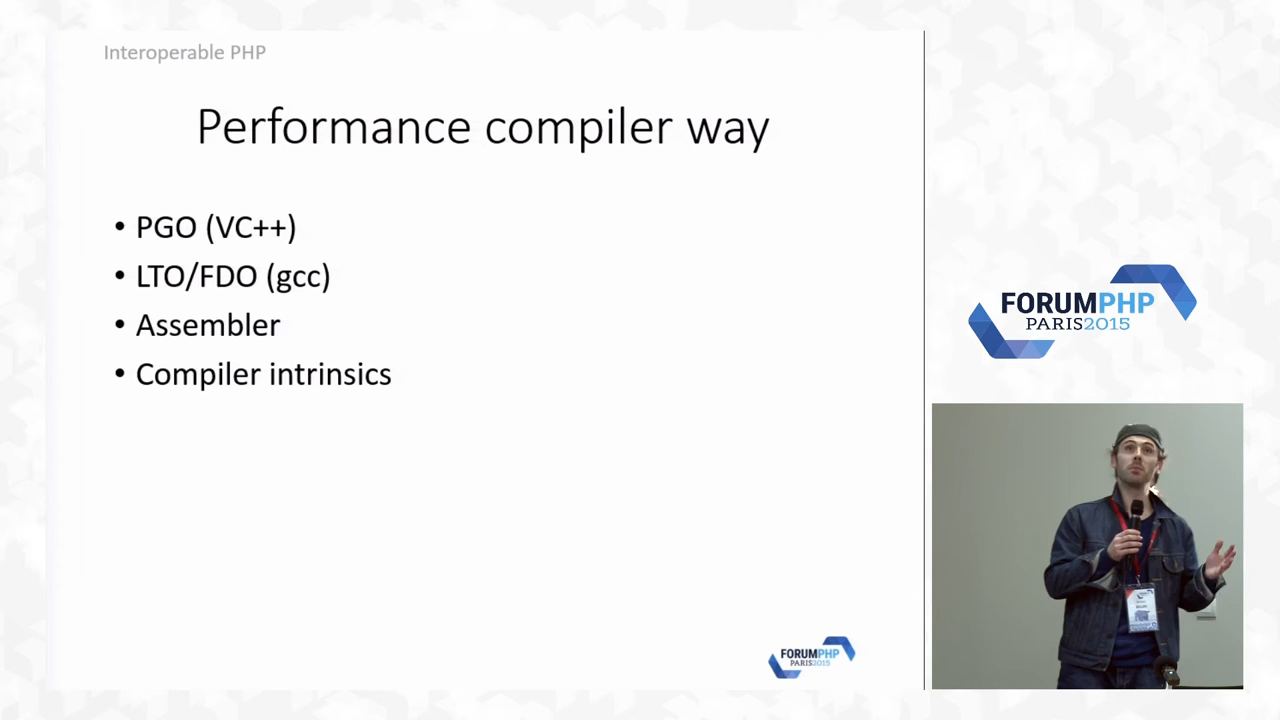 Interoperable PHP
Performance compiler way
• PGO (VC++)
• LTO/FDO (gcc)
• Assembler
• Compiler intrinsics
FORUMPHP
PARIS2015
FORUMPHP
PARIS2015